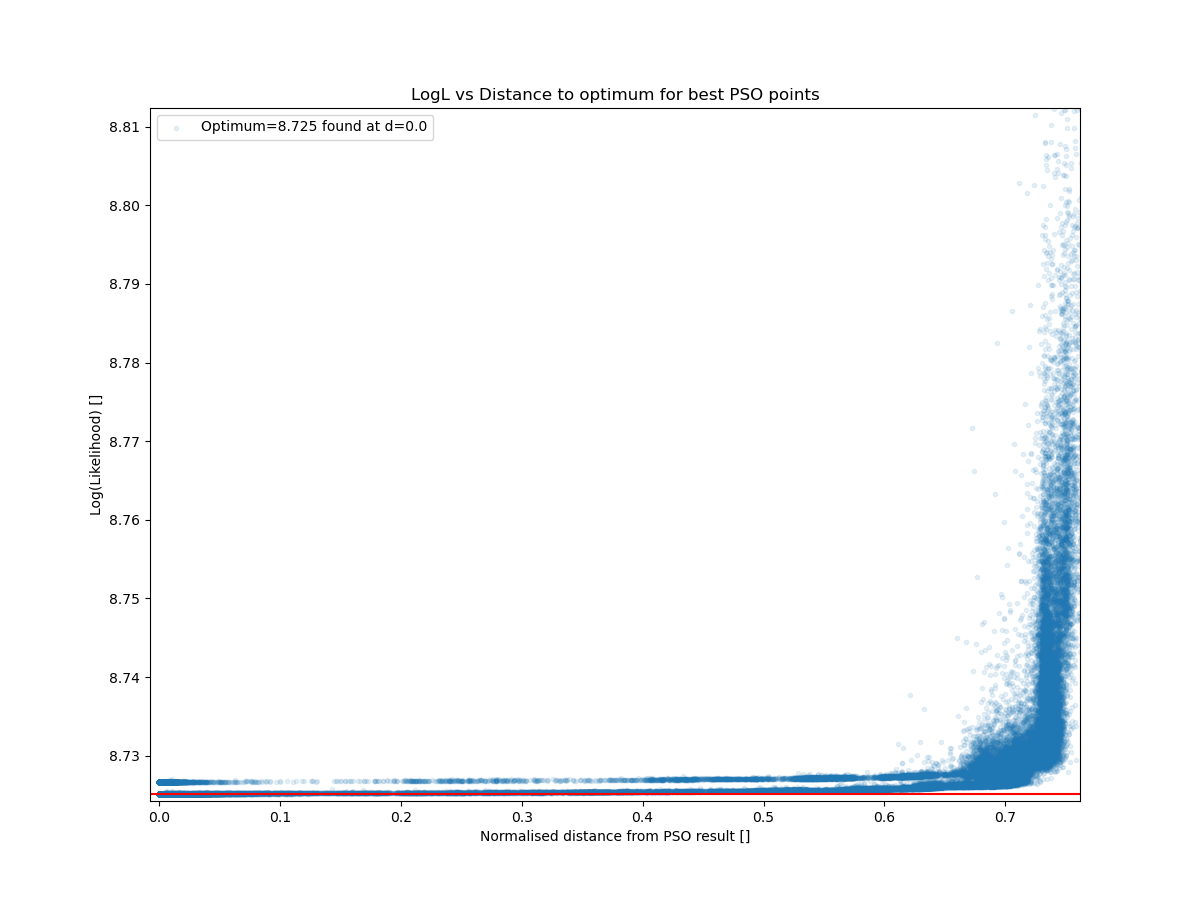 LogL vs Distance to optimum for best PSO points
Optimum=8.725 found at d=0.0
8.81
8.80
8.79
8.78
8.77
8.76
8.75
8.74
8.73
Log(Likelihood) []
0.0 0.1 0.2 0.3 0.4 0.5 0.6 0.7
Normalised distance from PSO result []